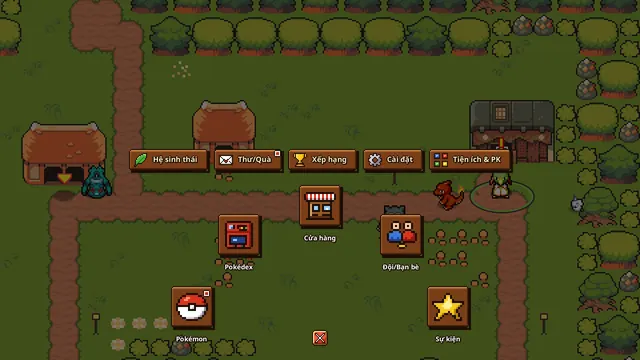 Hệ sinh thái
Thư/Quà
Xếp hạng
Cài đặt
Tiện ích & PK
Cửa hàng
Pokédex
Đội/Bạn bè
Pokémon
Sự kiện